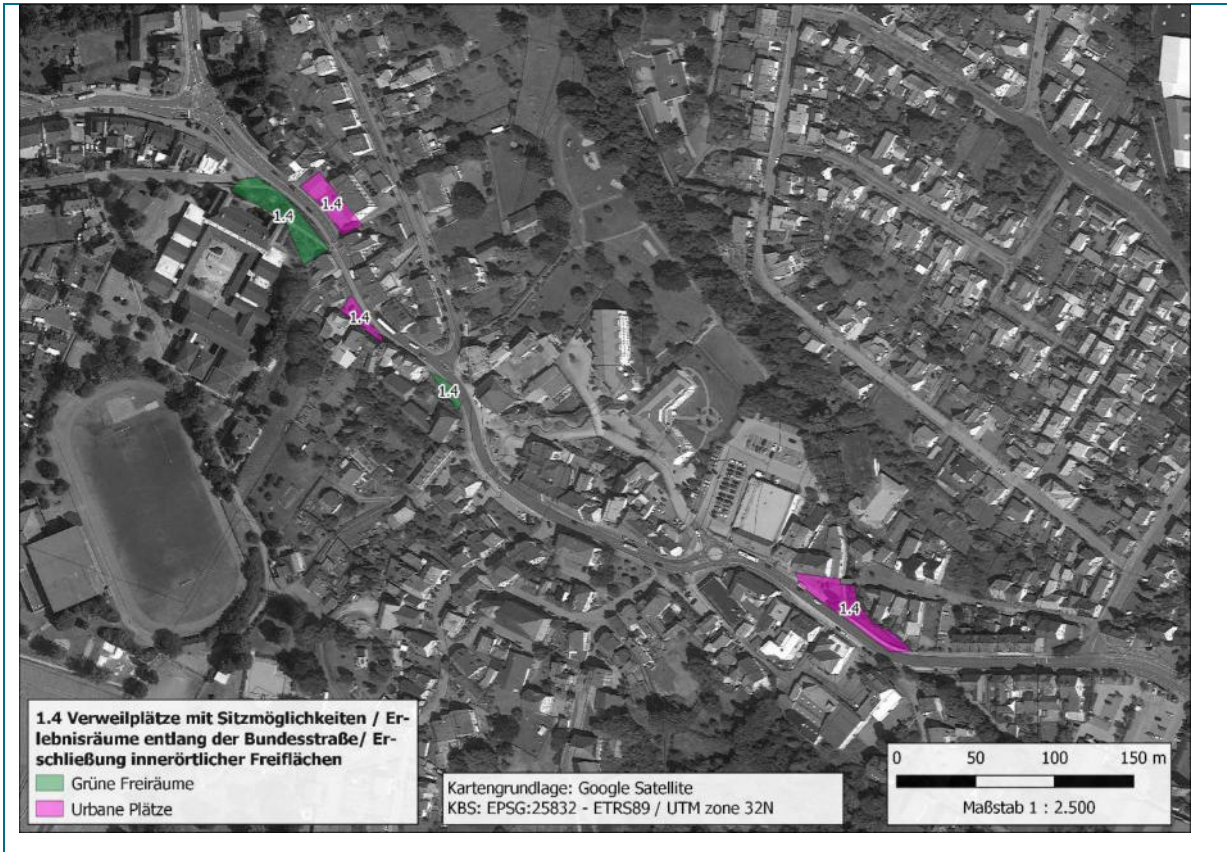 1.4
1.4
1.4
1.4
1.4
1.4 Verweilplätze mit Sitzmöglichkeiten / Er-
lebnisräume entlang der Bundesstraße/ Er-
schließung innerörtlicher Freiflächen
Grüne Freiräume
Urbane Plätze
Kartengrundlage: Google Satellite
KBS: EPSG:25832 - ETRS89 / UTM zone 32N
0 50 100 150 m
Maßstab 1 : 2.500